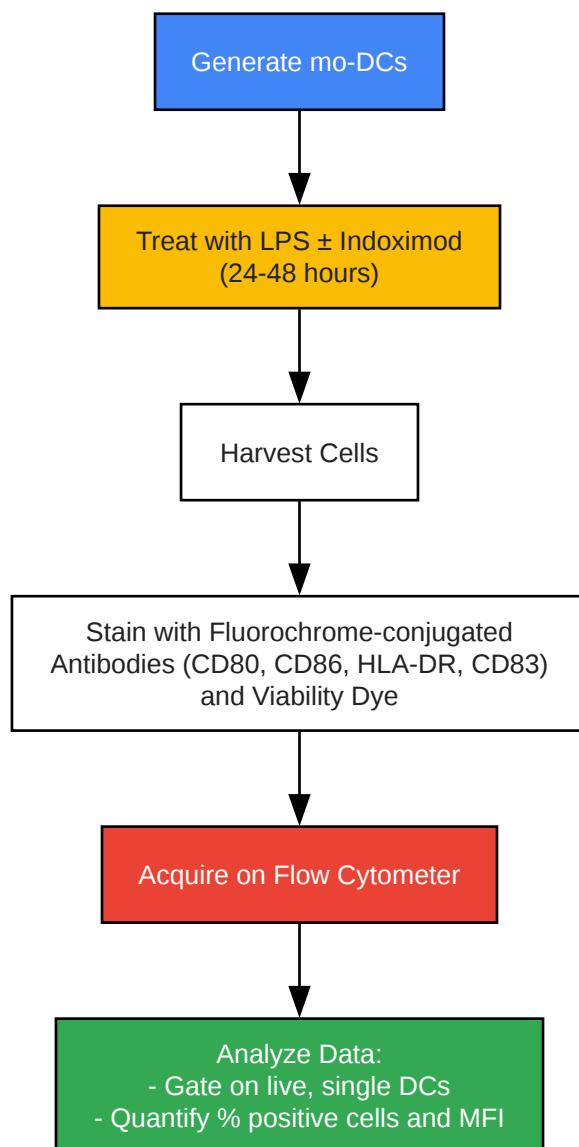 Generate mo-DCs
Treat with LPS ± Indoximod
(24-48 hours)
Harvest Cells
Stain with Fluorochrome-conjugated
Antibodies (CD80, CD86, HLA-DR, CD83)
and Viability Dye
Acquire on Flow Cytometer
Analyze Data:
- Gate on live, single DCs
- Quantify % positive cells and MFI